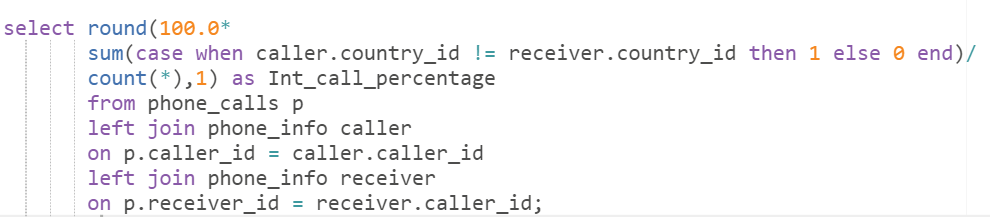 select round(100.0*
sum(case when caller.country_id != receiver.country_id then 1 else 0 end)/
count(*),1) as Int_call_percentage
from phone_calls p
left join phone_info caller
on p.caller_id = caller.caller_id
left join phone_info receiver
on p.receiver_id = receiver.caller_id;